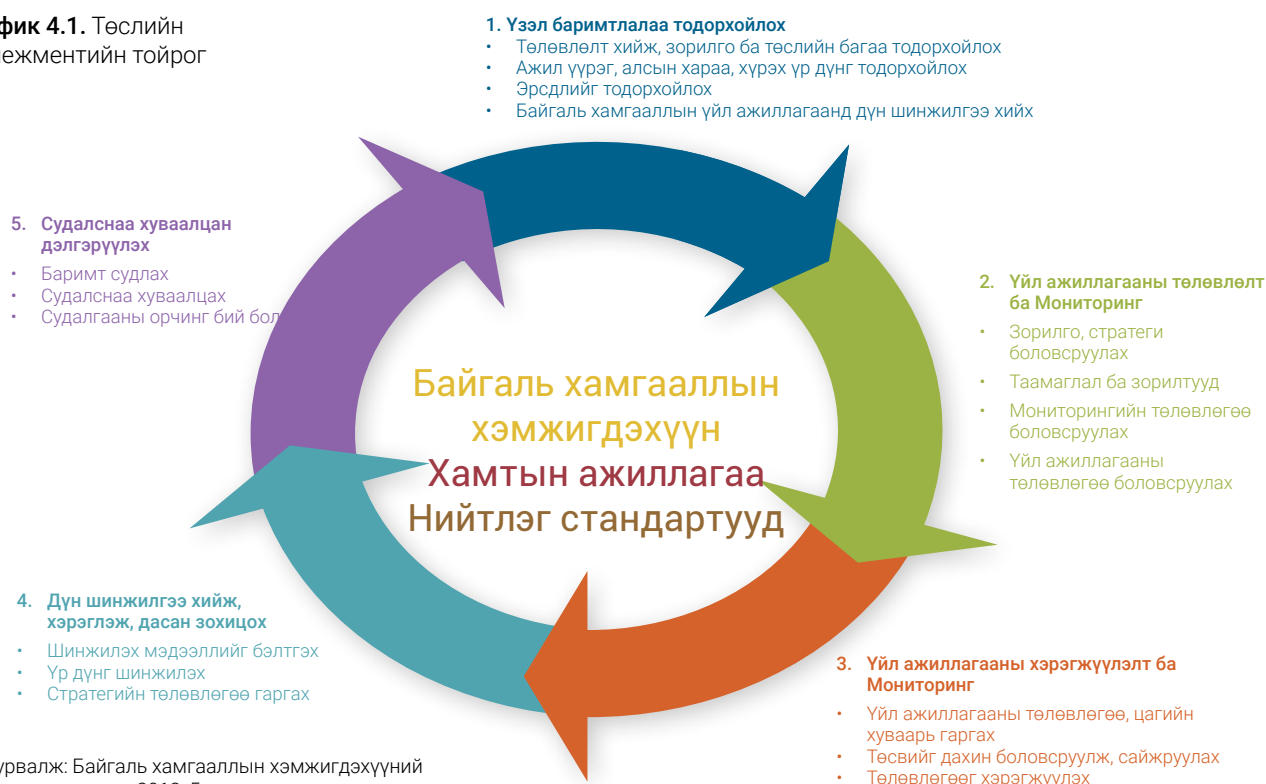 фик 4.1. Төслийн
нежментийн тойрог
1. Үзэл баримтлалаа тодорхойлох
• Төлөвлөлт хийж, зорилго ба төслийн багаа тодорхойлох
• Ажил үүрэг, алсын хараа, хүрэх үр дүнг тодорхойлох
• Эрсдлийг тодорхойлох
• Байгаль хамгааллын үйл ажиллагаанд дүн шинжилгээ хийх
2. Үйл ажиллагааны төлөвлөлт
ба Мониторинг
• Зорилго, стратеги
боловсруулах
• Таамаглал ба зорилтууд
• Мониторингийн төлөвлөгөө
боловсруулах
• Үйл ажиллагааны
төлөвлөгөө боловсруулах
3. Үйл ажиллагааны хэрэгжүүлэлт ба
Мониторинг
• Үйл ажиллагааны төлөвлөгөө, цагийн
хуваарь гаргах
• Төсвийг дахин боловсруулж, сайжруулах
• Төлөвлөгөөг хэрэгжүүлэх
4. Дүн шинжилгээ хийж,
хэрэглэж, дасан зохицох
• Шинжилэх мэдээллийг бэлтгэх
• Үр дүнг шинжилэх
• Стратегийн төлөвлөгөө гаргах
5. Судалснаа хуваалцан
дэлгэрүүлэх
• Баримт судлах
• Судалснаа хуваалцах
• Судалгааны орчинг бий бол
Байгаль хамгааллын
хэмжигдэхүүн
Хамтын ажиллагаа
Нийтлэг стандартууд
урвалж: Байгаль хамгааллын хэмжигдэхүүний